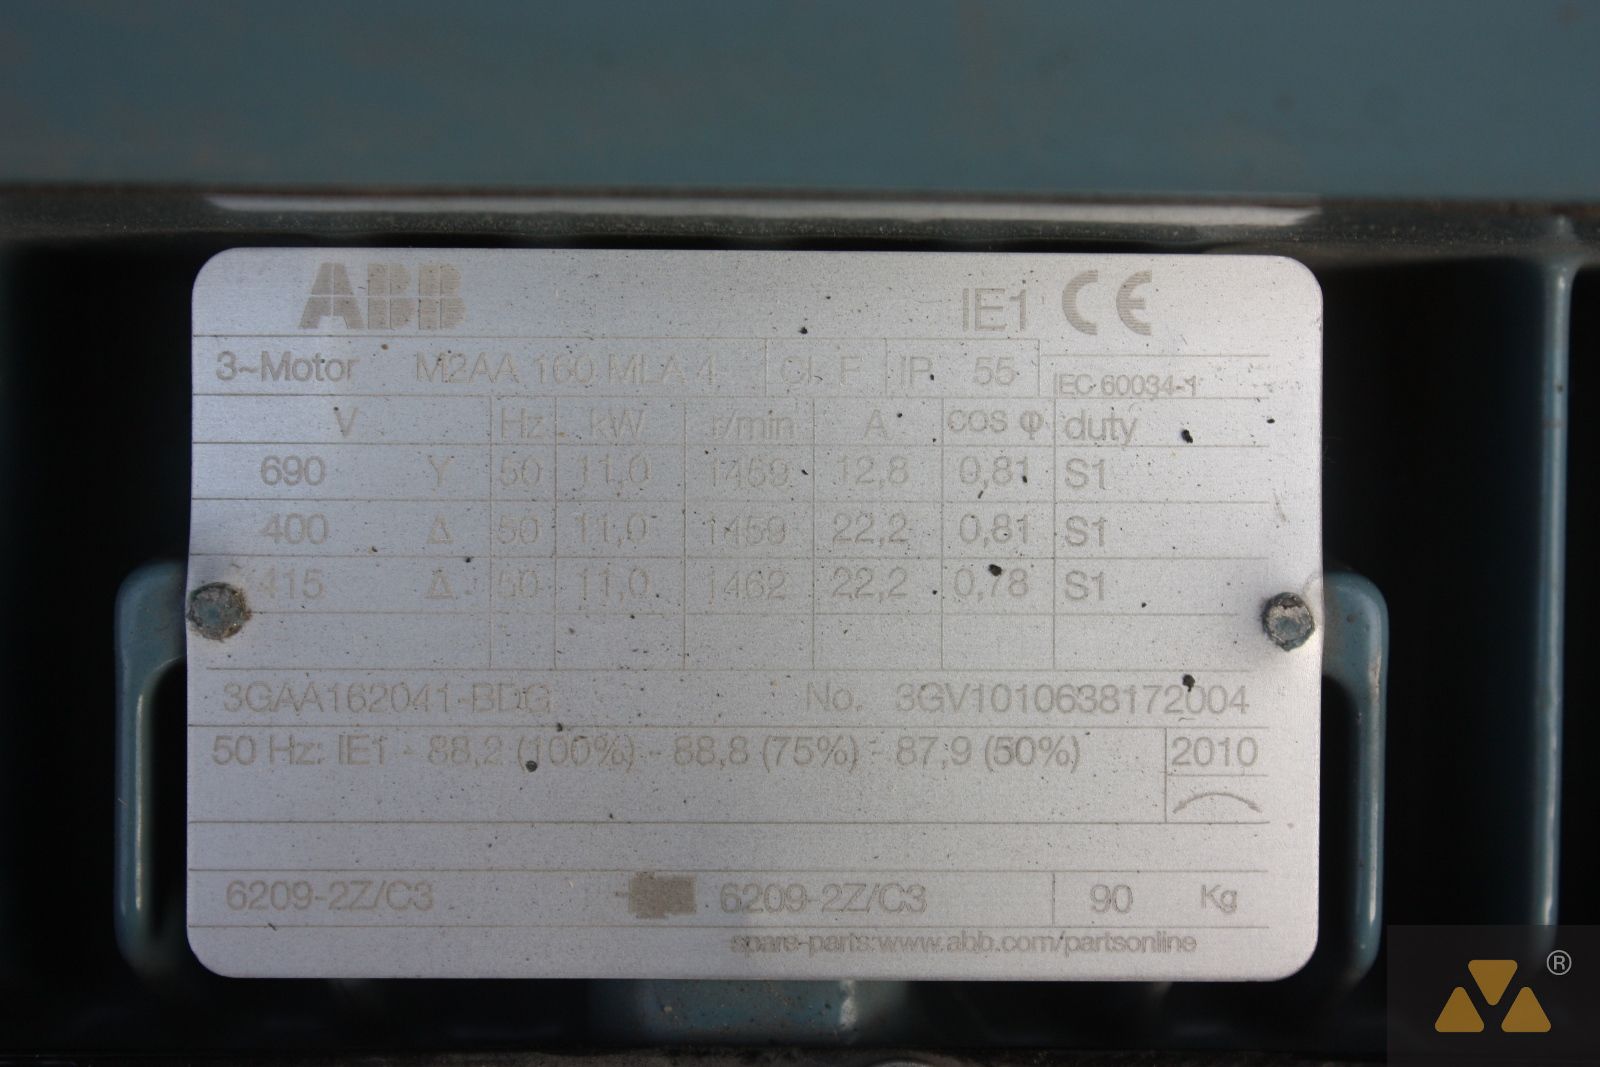 ABB IE1 CE
3~Motor M2AA 160 MLA 4 Cl. F IP 55 IEC 60034-1
V Hz kW r/min A cos φ duty
690 Y 50 11,0 1459 12,8 0,81 S1
400 Δ 50 11,0 1459 22,2 0,81 S1
415 Δ 50 11,0 1462 22,2 0,78 S1
3GAA162041-BDG No. 3GV1010638172004
50 Hz: IE1 - 88,2 (100%) - 88,8 (75%) - 87,9 (50%) 2010
6209-2Z/C3 6209-2Z/C3 90 Kg
spare-parts:www.abb.com/partsonline
®